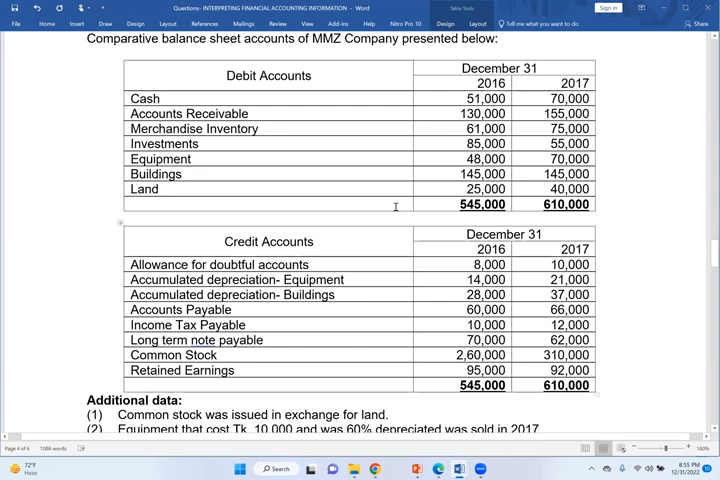 Questions- INTERPRETING FINANCIAL ACCOUNTING INFORMATION - Word
Table Tools
Sign in
File Home Insert Draw Design Layout References Mailings Review View Add-ins Help Nitro Pro 10 Design Layout Tell me what you want to do Share
Comparative balance sheet accounts of MMZ Company presented below:
Debit Accounts December 31
2016 2017
Cash 51,000 70,000
Accounts Receivable 130,000 155,000
Merchandise Inventory 61,000 75,000
Investments 85,000 55,000
Equipment 48,000 70,000
Buildings 145,000 145,000
Land 25,000 40,000
545,000 610,000
Credit Accounts December 31
2016 2017
Allowance for doubtful accounts 8,000 10,000
Accumulated depreciation- Equipment 14,000 21,000
Accumulated depreciation- Buildings 28,000 37,000
Accounts Payable 60,000 66,000
Income Tax Payable 10,000 12,000
Long term note payable 70,000 62,000
Common Stock 2,60,000 310,000
Retained Earnings 95,000 92,000
545,000 610,000
Additional data:
(1) Common stock was issued in exchange for land.
(2) Equipment that cost Tk. 10,000 and was 60% depreciated was sold in 2017
Page 4 of 6 1086 words 180%
72°F
Haze
Search
8:55 PM
12/31/2022